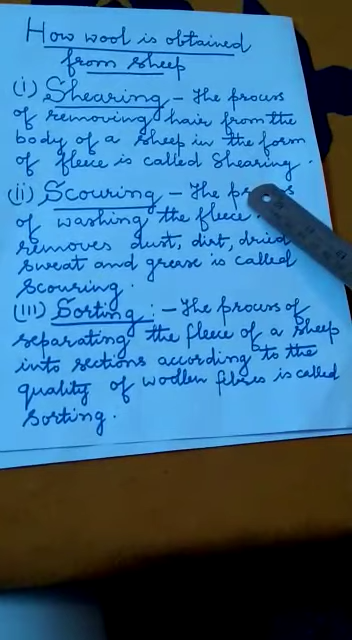 How wool is obtained
from sheep
(i) Shearing - The process
of removing hair from the
body of a sheep in the form
of fleece is called Shearing.
(ii) Scouring - The
of washing the fleece
removes dust, dirt, dried
sweat and grease is called
scouring.
(iii) Sorting :- The process of
separating the fleece of a sheep
into sections according to the
quality of woollen fibres is called
sorting.